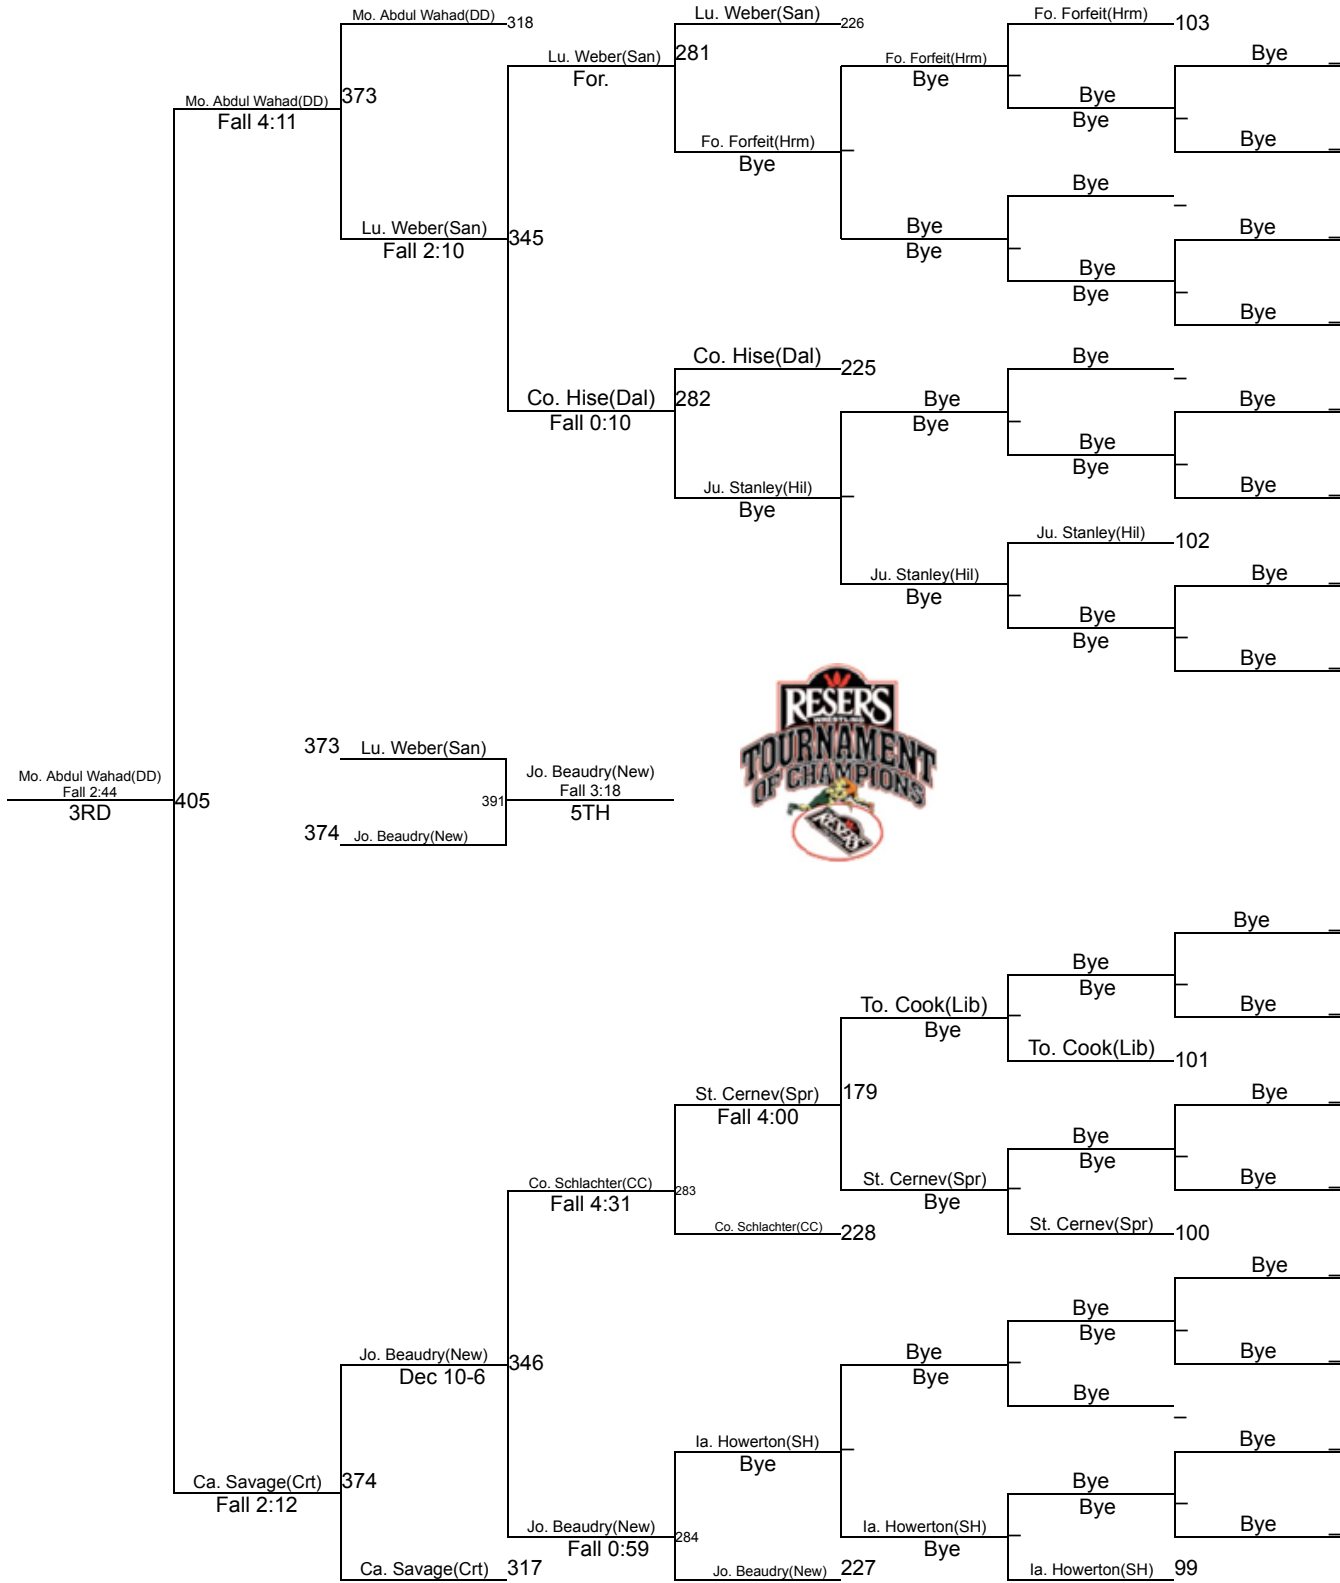 Mo. Abdul Wahad(DD) 318
Lu. Weber(San) 226
Fo. Forfeit(Hrm) 103
Lu. Weber(San) 281
For.
Fo. Forfeit(Hrm)
Bye
Bye
Mo. Abdul Wahad(DD) 373
Fall 4:11
Bye
Bye
Fo. Forfeit(Hrm)
Bye
Bye
Bye
Lu. Weber(San) 345
Fall 2:10
Bye
Bye
Bye
Bye
Bye
Bye
Co. Hise(Dal) 225
Bye
Co. Hise(Dal) 282
Fall 0:10
Bye
Bye
Bye
Bye
Bye
Ju. Stanley(Hil)
Bye
Bye
Ju. Stanley(Hil) 102
Ju. Stanley(Hil)
Bye
Bye
Bye
Bye
Bye
RESER'S
WRESTLING
TOURNAMENT
OF CHAMPIONS
RESER'S
373 Lu. Weber(San)
Mo. Abdul Wahad(DD)
Fall 2:44
3RD
405
391
Jo. Beaudry(New)
Fall 3:18
5TH
374 Jo. Beaudry(New)
Bye
Bye
Bye
To. Cook(Lib)
Bye
Bye
To. Cook(Lib) 101
St. Cernev(Spr) 179
Fall 4:00
Bye
Bye
Bye
Co. Schlachter(CC) 283
Fall 4:31
St. Cernev(Spr)
Bye
Bye
Co. Schlachter(CC) 228
St. Cernev(Spr) 100
Bye
Bye
Bye
Jo. Beaudry(New) 346
Dec 10-6
Bye
Bye
Bye
Bye
Ia. Howerton(SH)
Bye
Bye
Ca. Savage(Crt) 374
Fall 2:12
Bye
Bye
Jo. Beaudry(New) 284
Fall 0:59
Ia. Howerton(SH)
Bye
Bye
Ca. Savage(Crt) 317
Jo. Beaudry(New) 227
Ia. Howerton(SH) 99